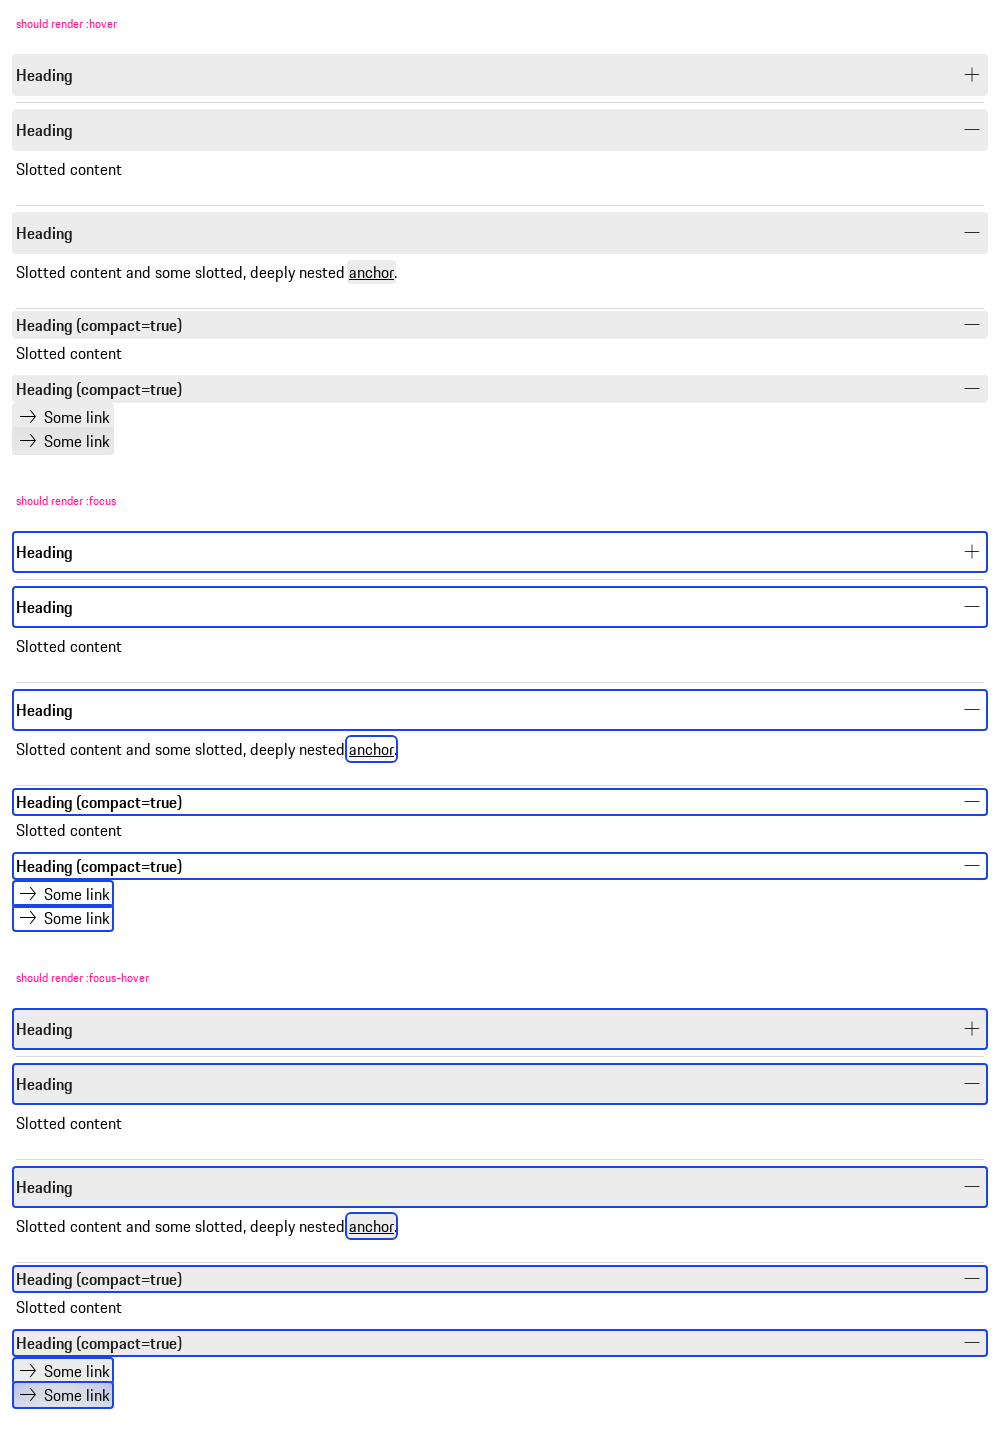 should render :hover
Heading
Heading
Slotted content
Heading
Slotted content and some slotted, deeply nested anchor.
Heading (compact=true)
Slotted content
Heading (compact=true)
Some link
Some link
should render :focus
Heading
Heading
Slotted content
Heading
Slotted content and some slotted, deeply nested anchor.
Heading (compact=true)
Slotted content
Heading (compact=true)
Some link
Some link
should render :focus-hover
Heading
Heading
Slotted content
Heading
Slotted content and some slotted, deeply nested anchor.
Heading (compact=true)
Slotted content
Heading (compact=true)
Some link
Some link